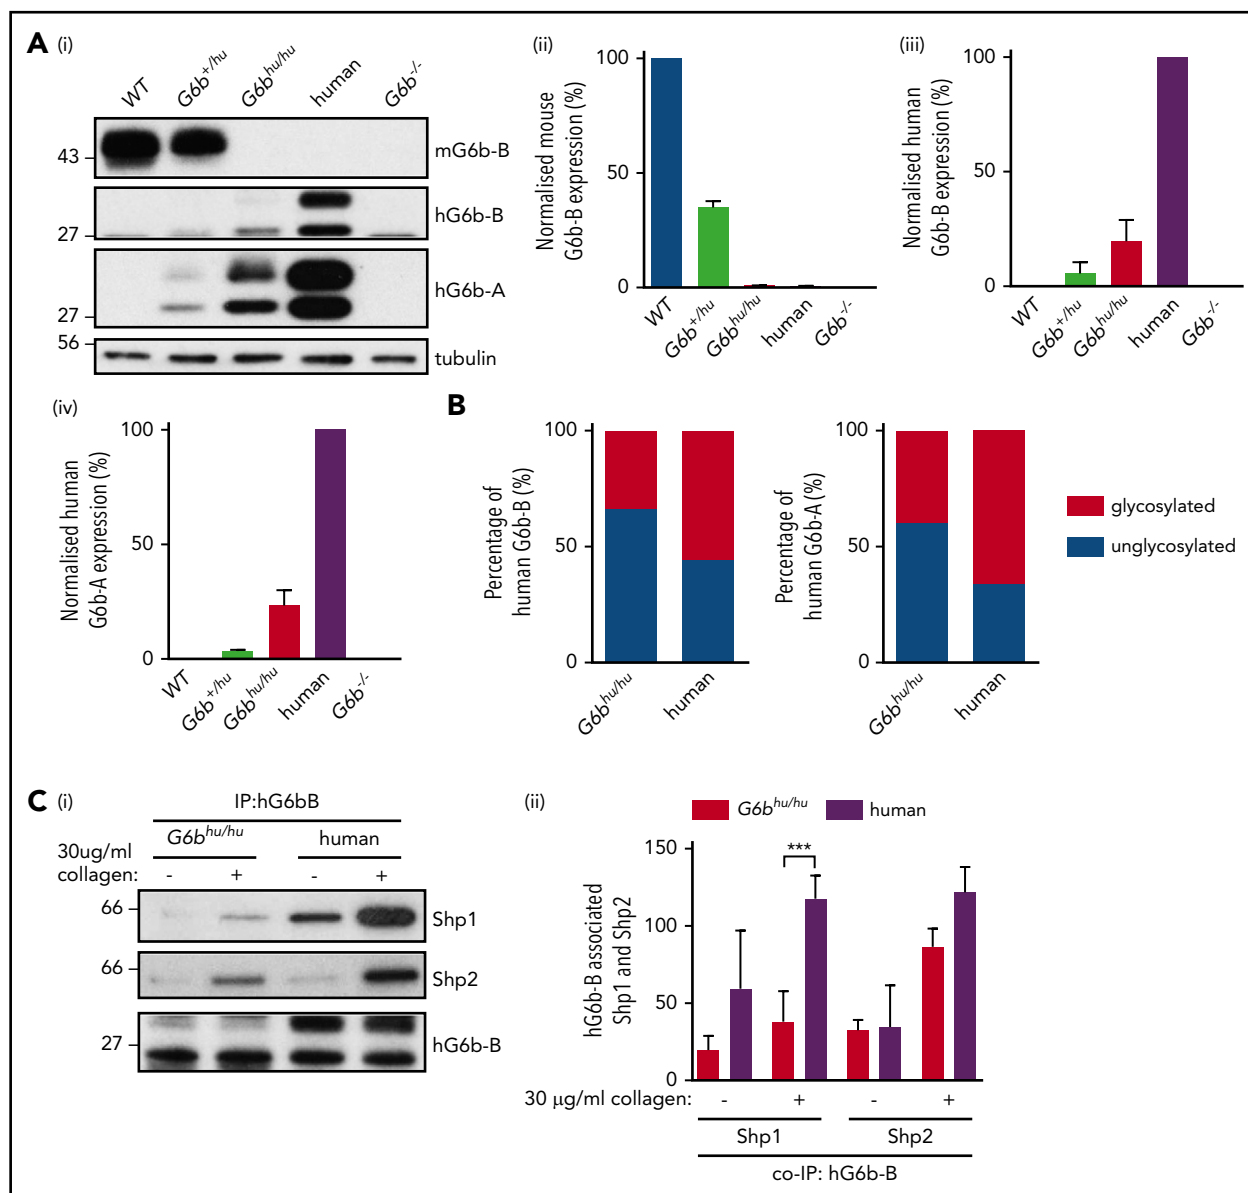 A (i)
WT
G6b+/hu
G6bhu/hu
human
G6b-/-
43
mG6b-B
hG6b-B
27
hG6b-A
27
56
tubulin
(ii)
Normalised mouse
G6b-B expression (%)
100
50
0
WT
G6b+/hu
G6bhu/hu
human
G6b-/-
(iii)
Normalised human
G6b-B expression (%)
100
50
0
WT
G6b+/hu
G6bhu/hu
human
G6b-/-
(iv)
Normalised human
G6b-A expression (%)
100
50
0
WT
G6b+/hu
G6bhu/hu
human
G6b-/-
B
Percentage of
human G6b-B (%)
100
50
0
G6bhu/hu
human
Percentage of
human G6b-A (%)
100
50
0
G6bhu/hu
human
glycosylated
unglycosylated
C (i)
IP:hG6bB
G6bhu/hu human
30ug/ml
collagen: - + - +
66
Shp1
66
Shp2
27
hG6b-B
(ii)
G6bhu/hu human
hG6b-B associated
Shp1 and Shp2
150
100
50
0
***
30 µg/ml collagen: - + - +
Shp1 Shp2
co-IP: hG6b-B